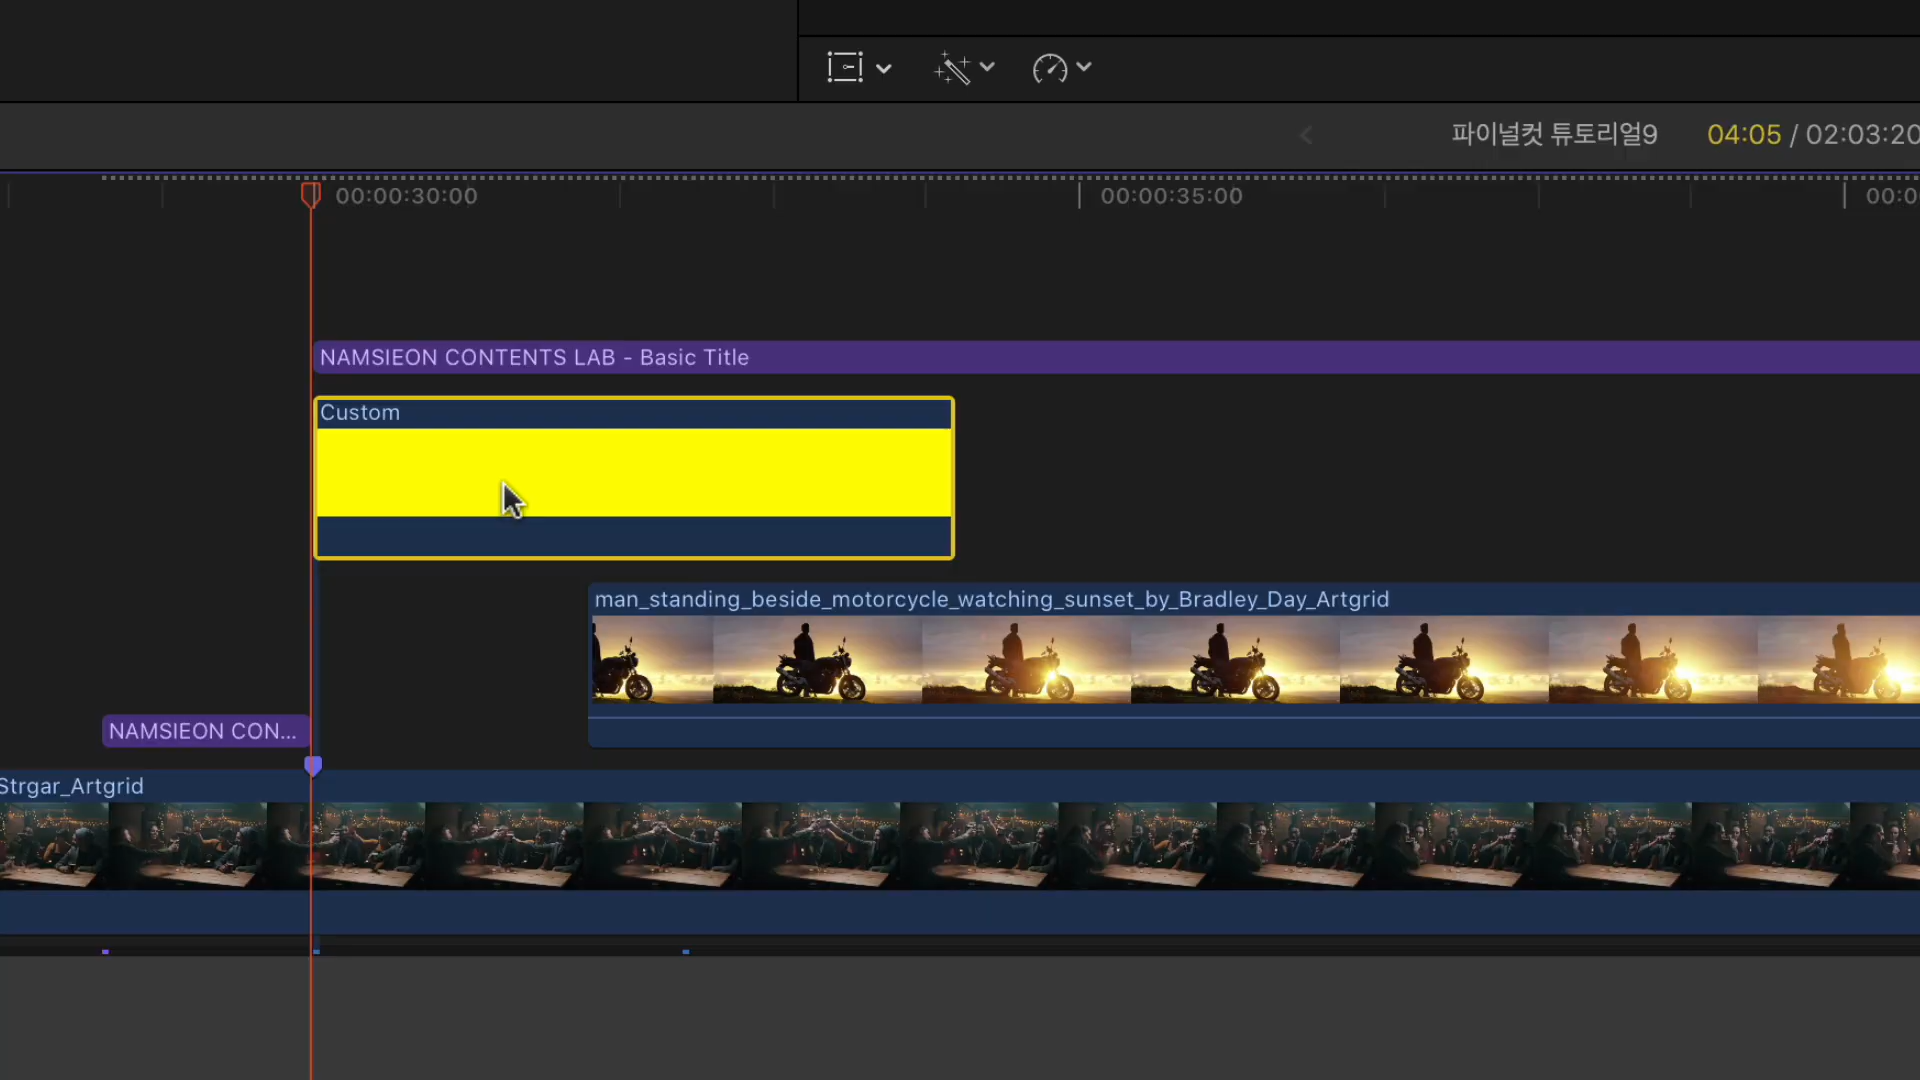 파이널컷 튜토리얼9 04:05 / 02:03:20
00:00:30:00 00:00:35:00 00:0
NAMSIEON CONTENTS LAB - Basic Title
Custom
man_standing_beside_motorcycle_watching_sunset_by_Bradley_Day_Artgrid
NAMSIEON CON...
Strgar_Artgrid